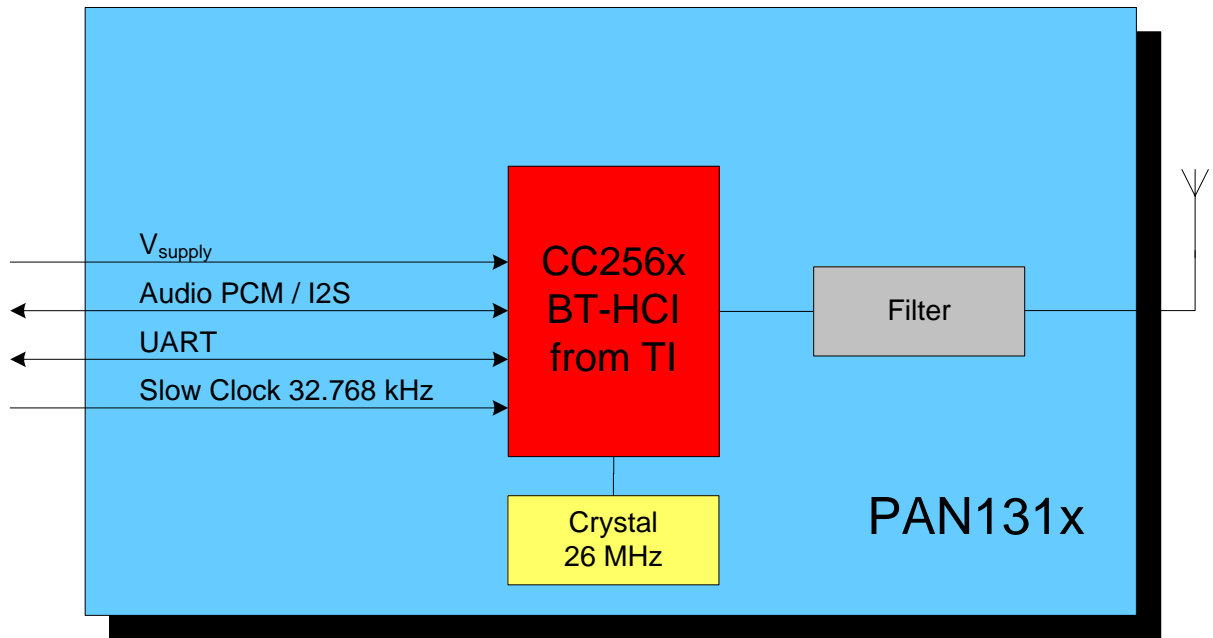 V_supply
Audio PCM / I2S
UART
Slow Clock 32.768 kHz
CC256x
BT-HCI
from TI
Filter
Crystal
26 MHz
PAN131x